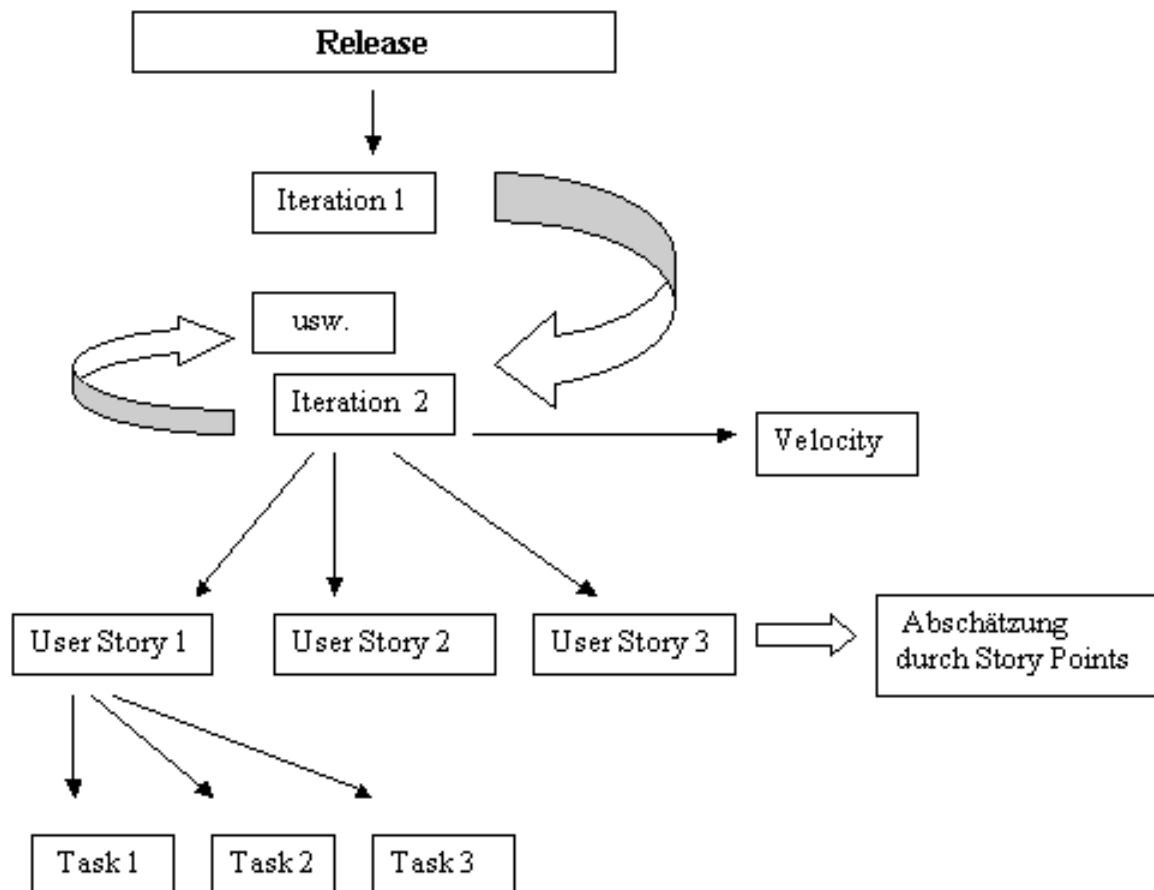 Release
Iteration 1
usw.
Iteration 2
Velocity
User Story 1
User Story 2
User Story 3
Abschätzung
durch Story Points
Task 1
Task 2
Task 3